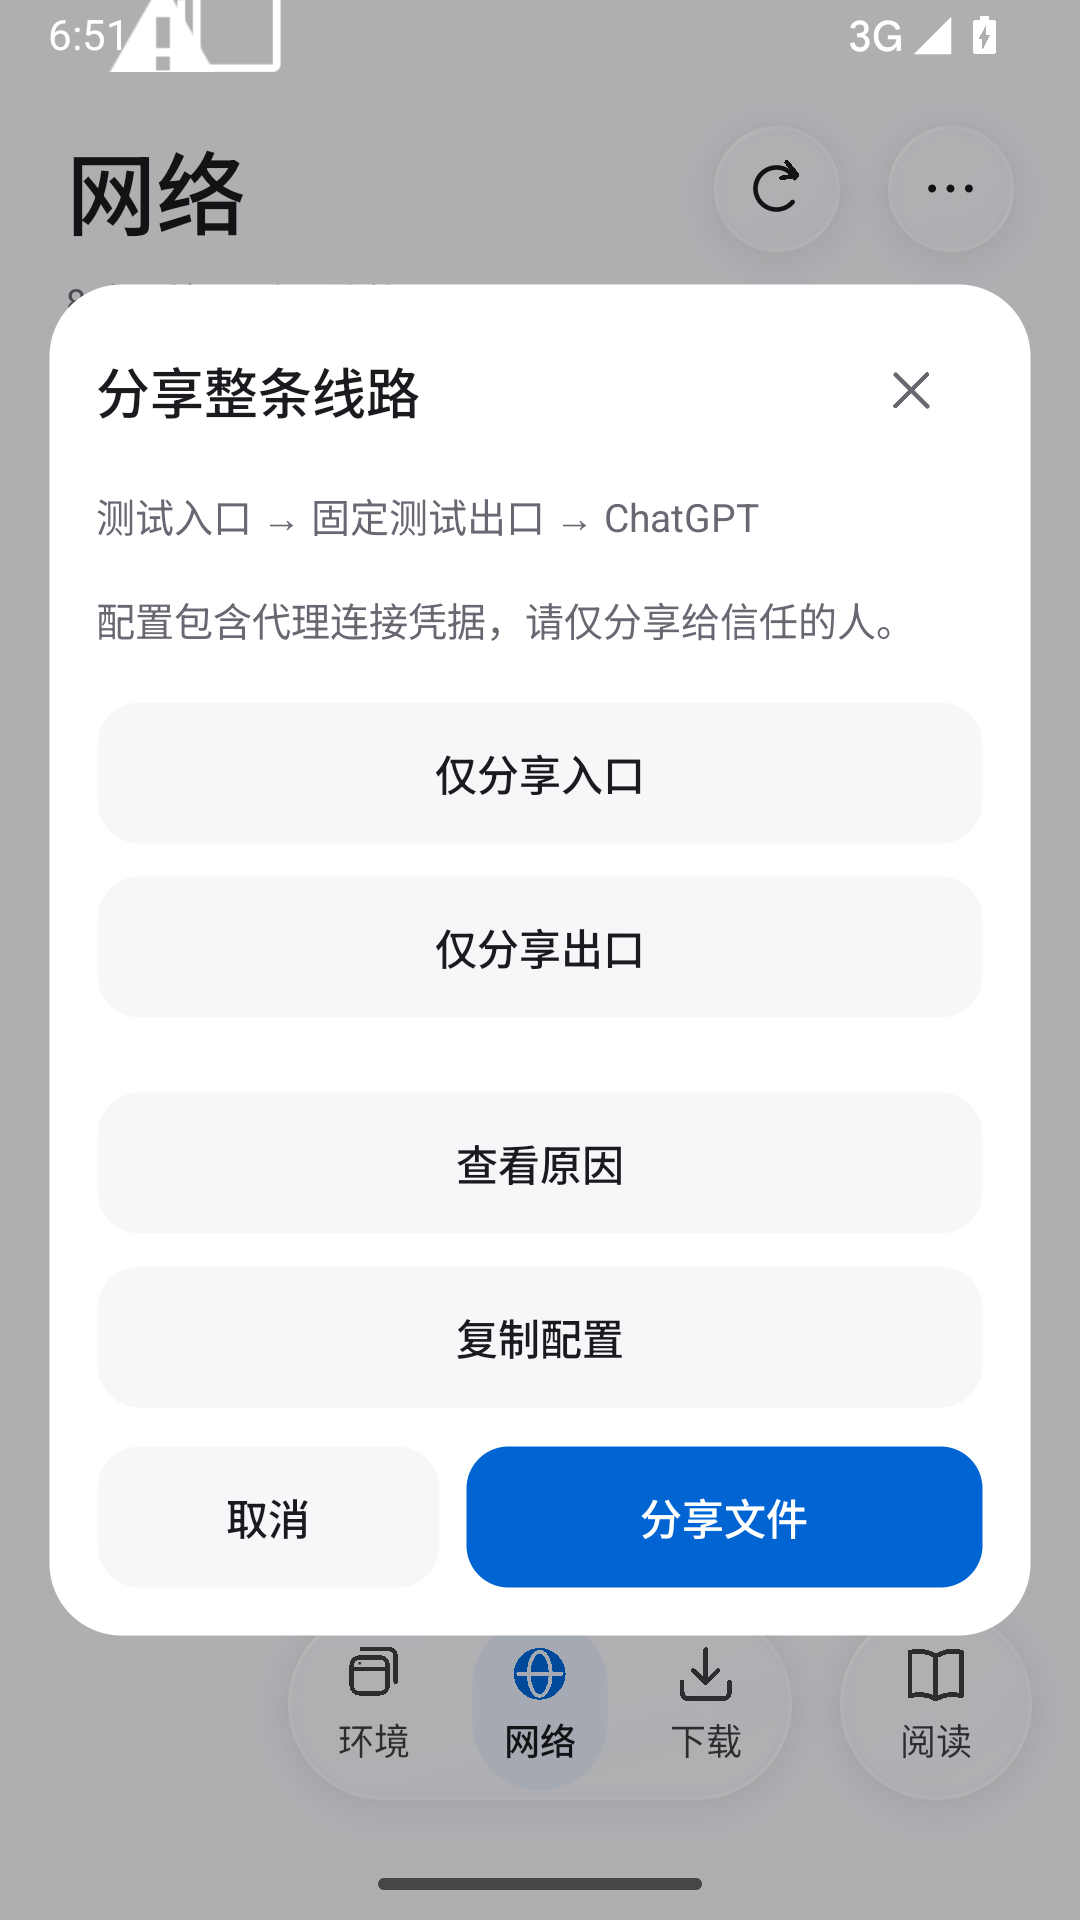 6:51
3G
网络
分享整条线路
测试入口 → 固定测试出口 → ChatGPT
配置包含代理连接凭据，请仅分享给信任的人。
仅分享入口
仅分享出口
查看原因
复制配置
取消
分享文件
环境
网络
下载
阅读